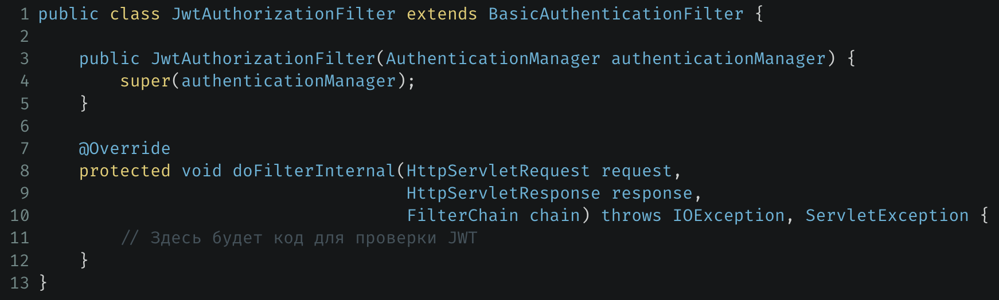 1 public class JwtAuthorizationFilter extends BasicAuthenticationFilter {
2
3     public JwtAuthorizationFilter(AuthenticationManager authenticationManager) {
4         super(authenticationManager);
5     }
6
7     @Override
8     protected void doFilterInternal(HttpServletRequest request,
9                                     HttpServletResponse response,
10                                     FilterChain chain) throws IOException, ServletException {
11         // Здесь будет код для проверки JWT
12     }
13 }